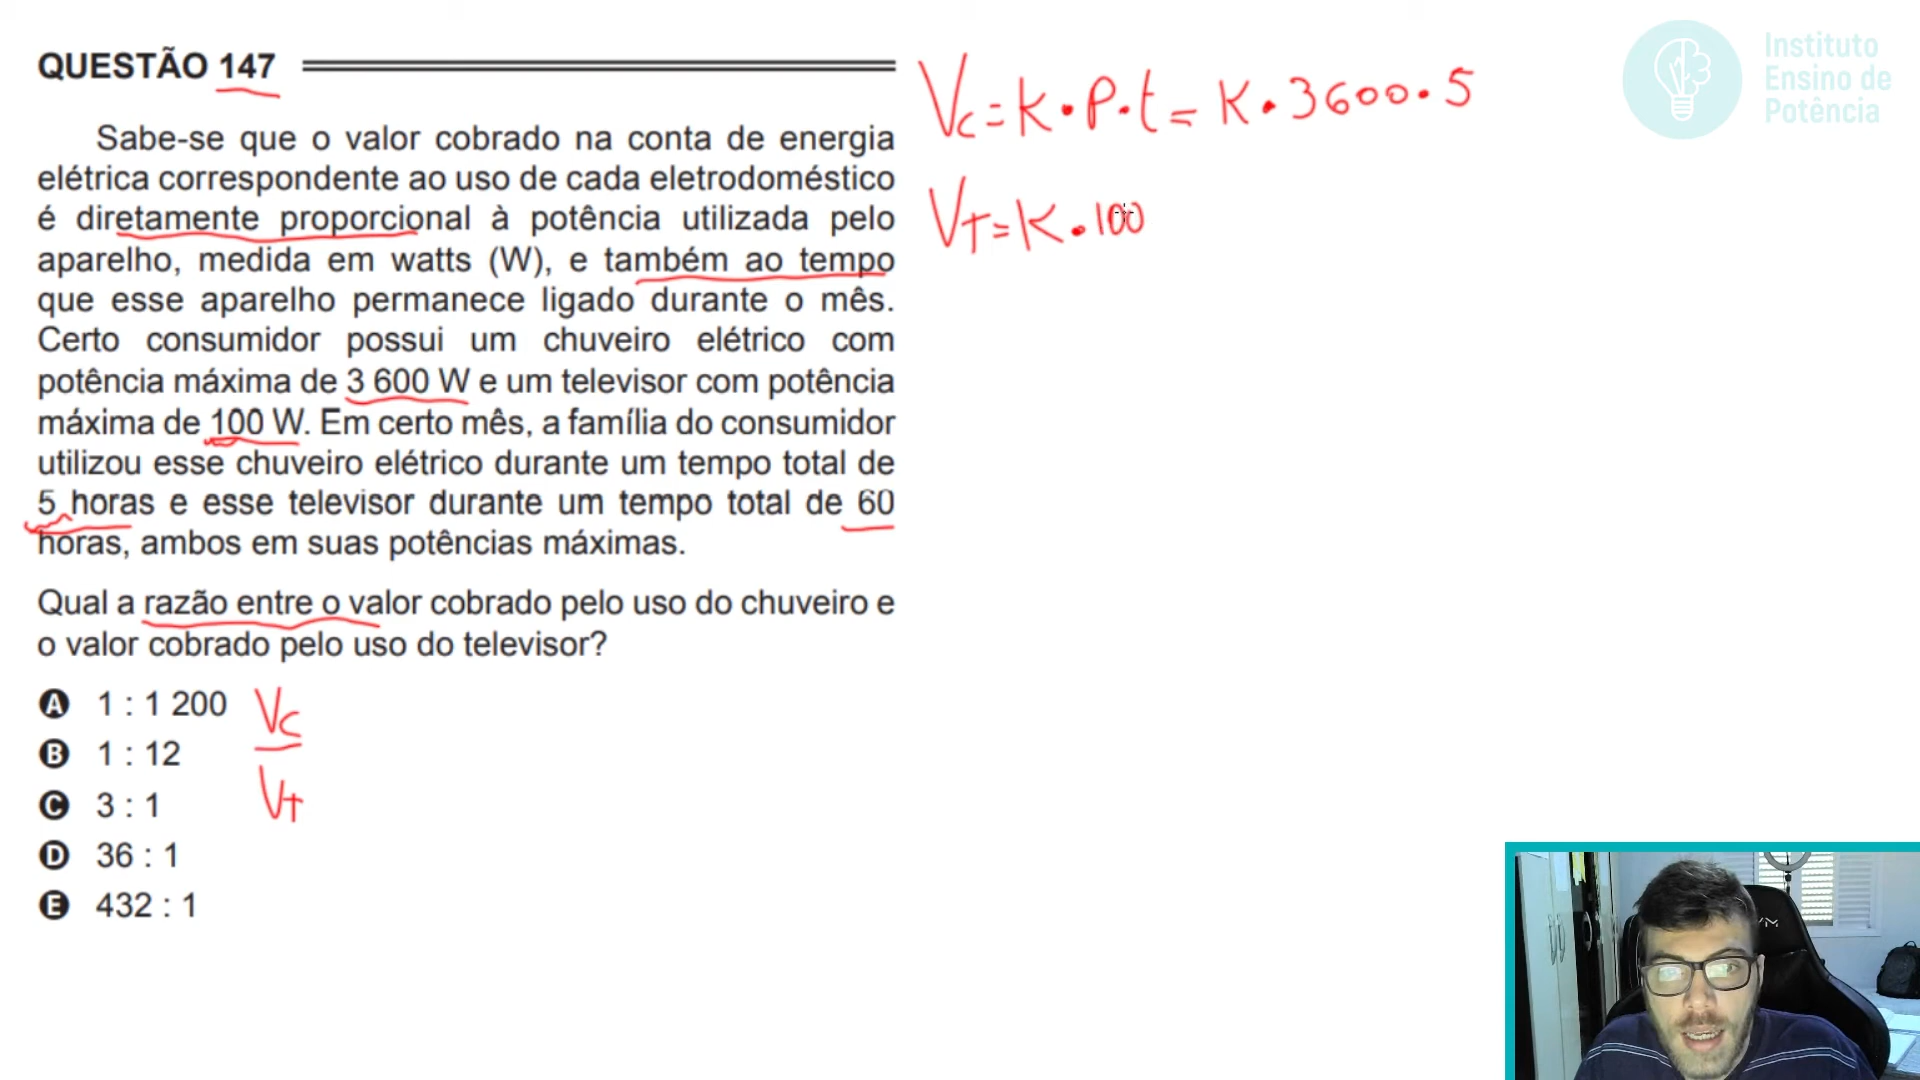 QUESTÃO 147
Sabe-se que o valor cobrado na conta de energia
elétrica correspondente ao uso de cada eletrodoméstico
é diretamente proporcional à potência utilizada pelo
aparelho, medida em watts (W), e também ao tempo
que esse aparelho permanece ligado durante o mês.
Certo consumidor possui um chuveiro elétrico com
potência máxima de 3 600 W e um televisor com potência
máxima de 100 W. Em certo mês, a família do consumidor
utilizou esse chuveiro elétrico durante um tempo total de
5 horas e esse televisor durante um tempo total de 60
horas, ambos em suas potências máximas.
Qual a razão entre o valor cobrado pelo uso do chuveiro e
o valor cobrado pelo uso do televisor?
A 1 : 1 200
B 1 : 12
C 3 : 1
D 36 : 1
E 432 : 1
Vc
VT
Vc = K . P . t = K . 3600 . 5
VT = K . 100
Instituto
Ensino de
Potência